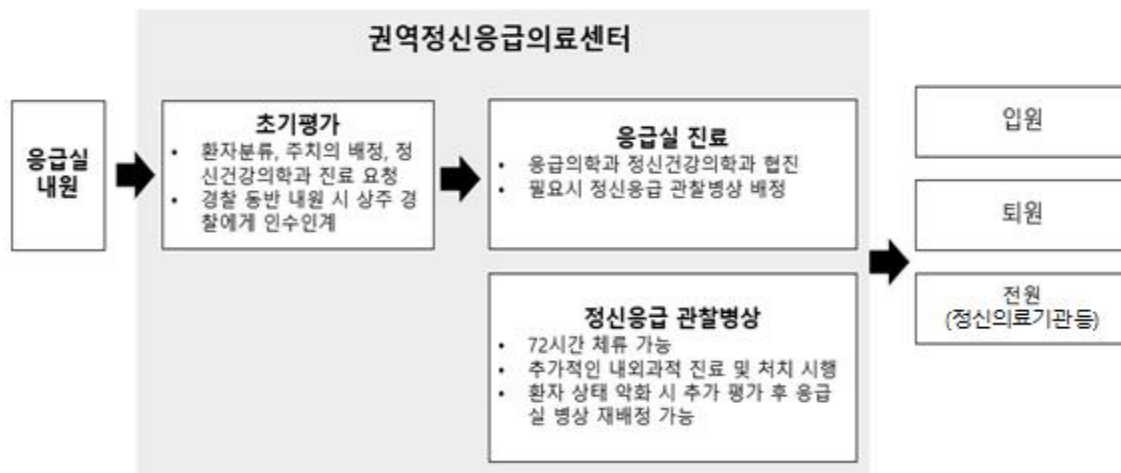 권역정신응급의료센터
응급실
내원
초기평가
• 환자분류, 주치의 배정, 정
신건강의학과 진료 요청
• 경찰 동반 내원 시 상주 경
찰에게 인수인계
응급실 진료
• 응급의학과 정신건강의학과 협진
• 필요시 정신응급 관찰병상 배정
정신응급 관찰병상
• 72시간 체류 가능
• 추가적인 내외과적 진료 및 처치 시행
• 환자 상태 악화 시 추가 평가 후 응급
실 병상 재배정 가능
입원
퇴원
전원
(정신의료기관등)